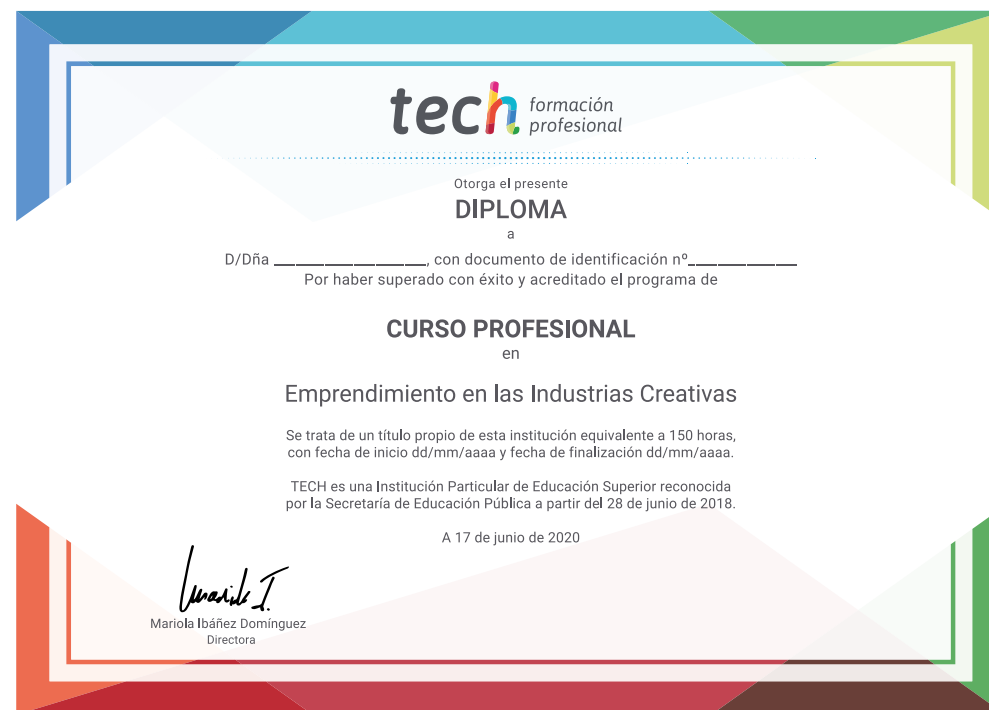 tech formación profesional
Otorga el presente
DIPLOMA
a
D/Dña ______________, con documento de identificación nº__________
Por haber superado con éxito y acreditado el programa de
CURSO PROFESIONAL
en
Emprendimiento en las Industrias Creativas
Se trata de un título propio de esta institución equivalente a 150 horas,
con fecha de inicio dd/mm/aaaa y fecha de finalización dd/mm/aaaa.
TECH es una Institución Particular de Educación Superior reconocida
por la Secretaría de Educación Pública a partir del 28 de junio de 2018.
A 17 de junio de 2020
Mariola I.
Mariola Ibáñez Domínguez
Directora